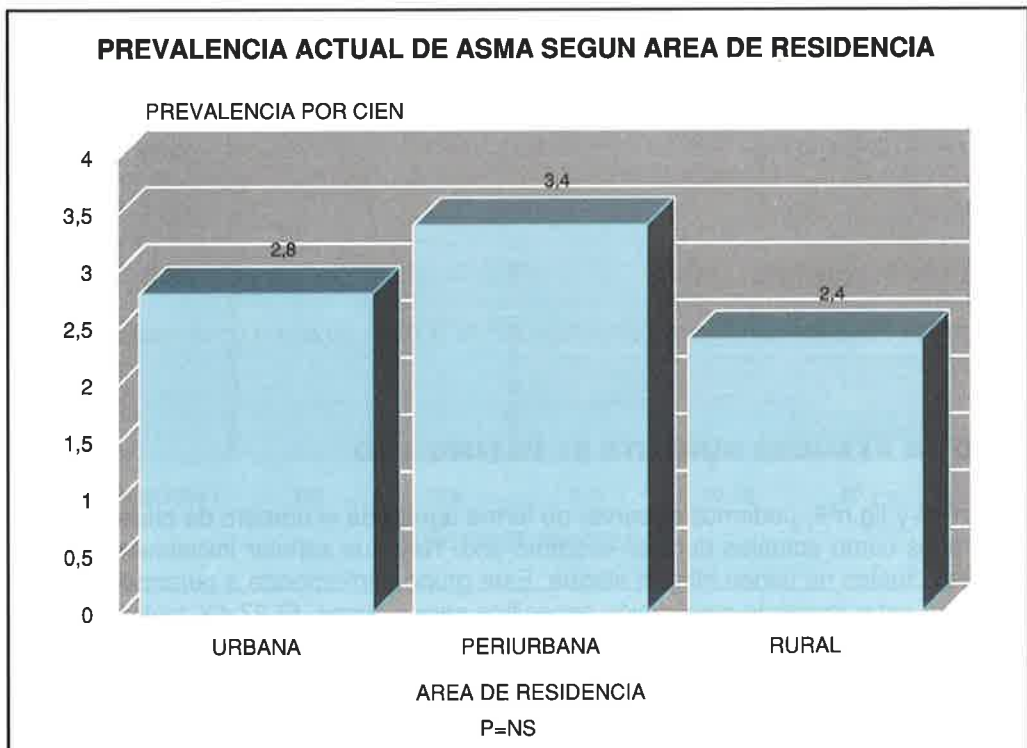 PREVALENCIA ACTUAL DE ASMA SEGUN AREA DE RESIDENCIA
PREVALENCIA POR CIEN
4
3,5
3
2,5
2
1,5
1
0,5
0
2,8
3,4
2,4
URBANA
PERIURBANA
RURAL
AREA DE RESIDENCIA
P=NS